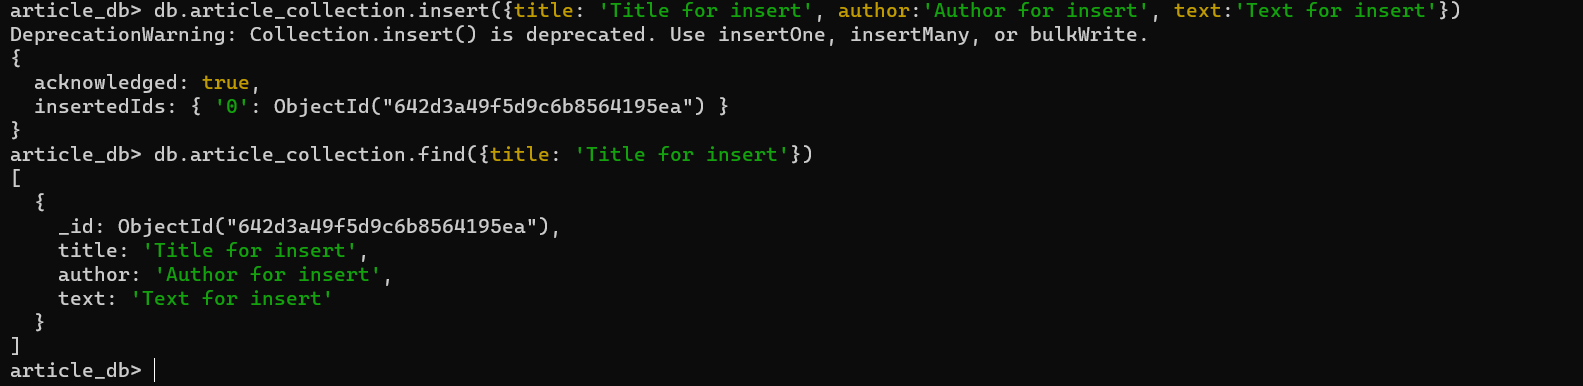 article_db> db.article_collection.insert({title: 'Title for insert', author:'Author for insert', text:'Text for insert'})
DeprecationWarning: Collection.insert() is deprecated. Use insertOne, insertMany, or bulkWrite.
{
  acknowledged: true,
  insertedIds: { '0': ObjectId("642d3a49f5d9c6b8564195ea") }
}
article_db> db.article_collection.find({title: 'Title for insert'})
[
  {
    _id: ObjectId("642d3a49f5d9c6b8564195ea"),
    title: 'Title for insert',
    author: 'Author for insert',
    text: 'Text for insert'
  }
]
article_db>